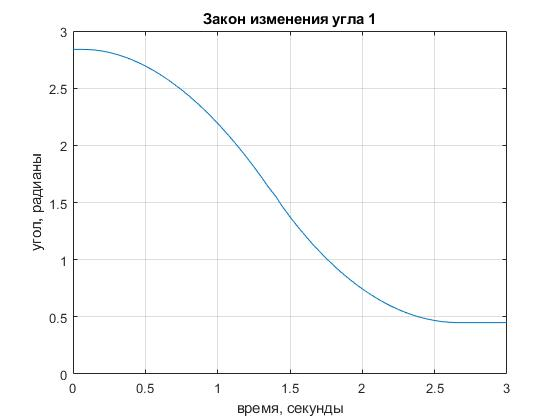 Закон изменения угла 1
3
2.5
2
1.5
1
0.5
0
угол, радианы
0 0.5 1 1.5 2 2.5 3
время, секунды